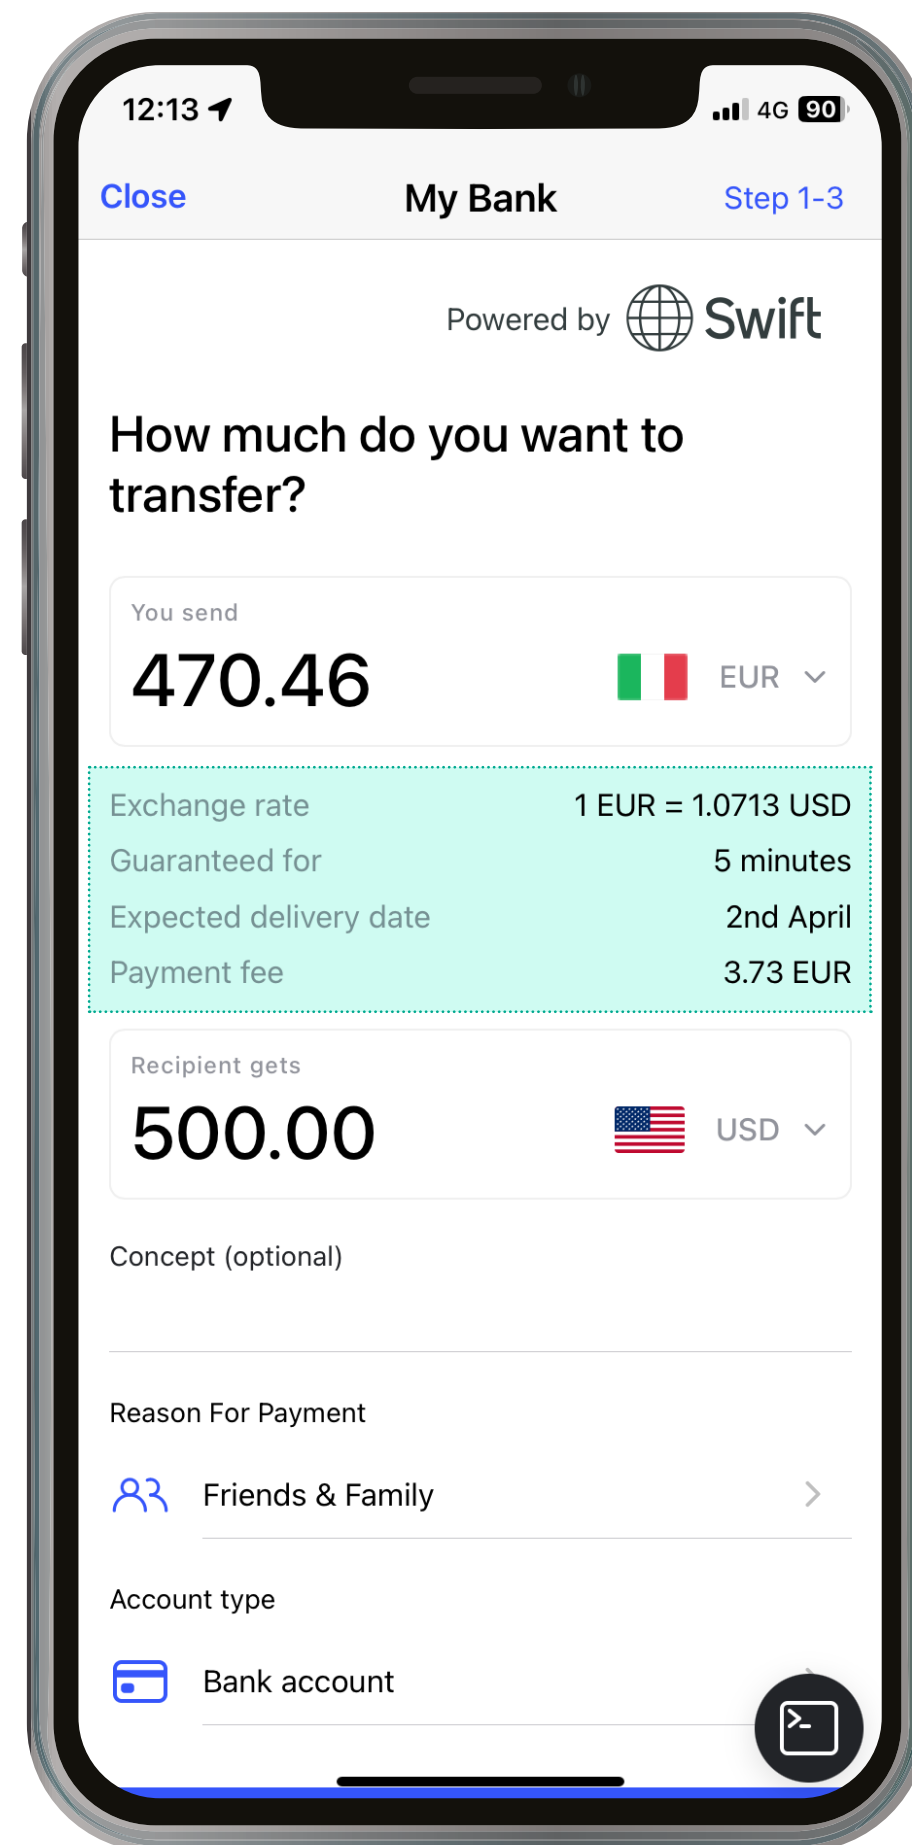 12:13 4G 90
Close My Bank Step 1-3
Powered by Swift
How much do you want to
transfer?
You send
470.46 EUR
Exchange rate 1 EUR = 1.0713 USD
Guaranteed for 5 minutes
Expected delivery date 2nd April
Payment fee 3.73 EUR
Recipient gets
500.00 USD
Concept (optional)
Reason For Payment
Friends & Family
Account type
Bank account